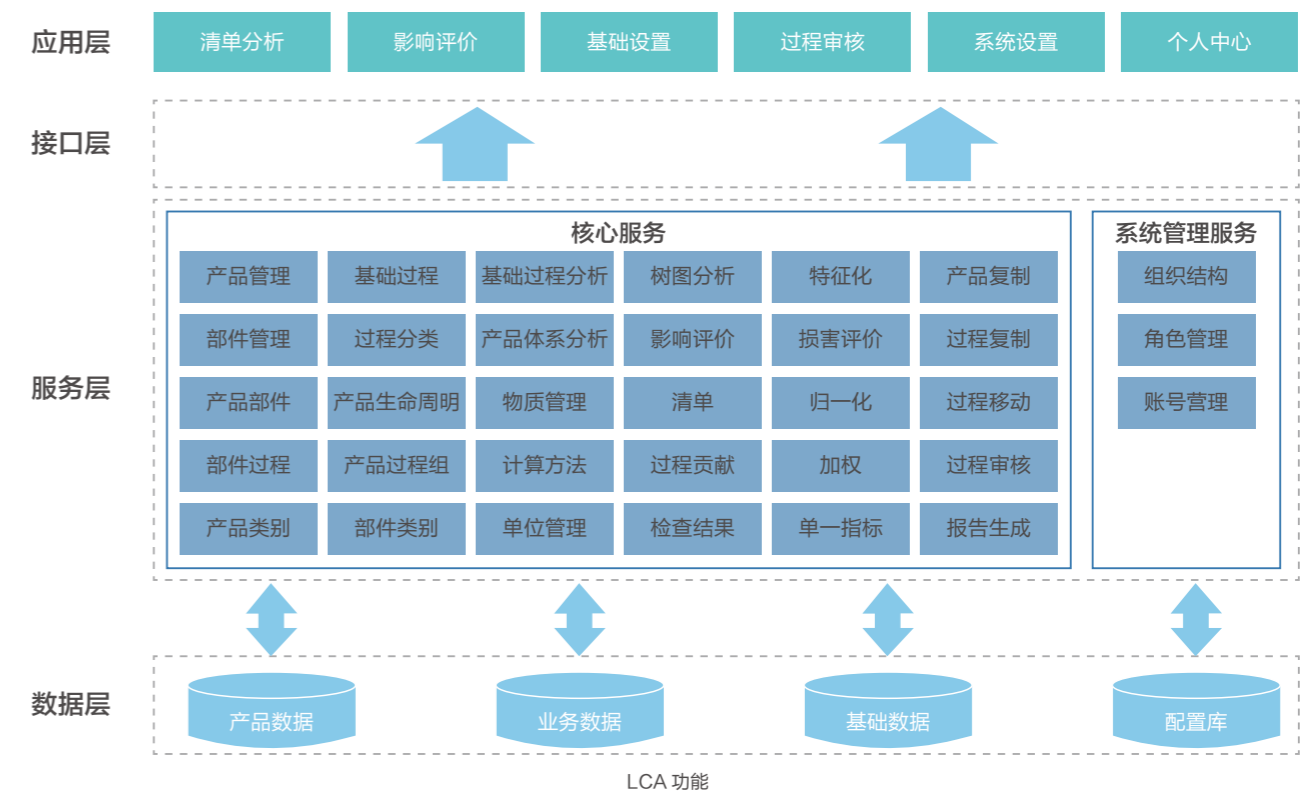 应用层
清单分析
影响评价
基础设置
过程审核
系统设置
个人中心
接口层
服务层
核心服务
系统管理服务
产品管理
基础过程
基础过程分析
树图分析
特征化
产品复制
组织结构
部件管理
过程分类
产品体系分析
影响评价
损害评价
过程复制
角色管理
产品部件
产品生命周明
物质管理
清单
归一化
过程移动
账号营理
部件过程
产品过程组
计算方法
过程贡献
加权
过程审核
产品类别
部件类别
单位管理
检查结果
单一指标
报告生成
数据层
产品数据
业务数据
基础数据
配置库
LCA 功能